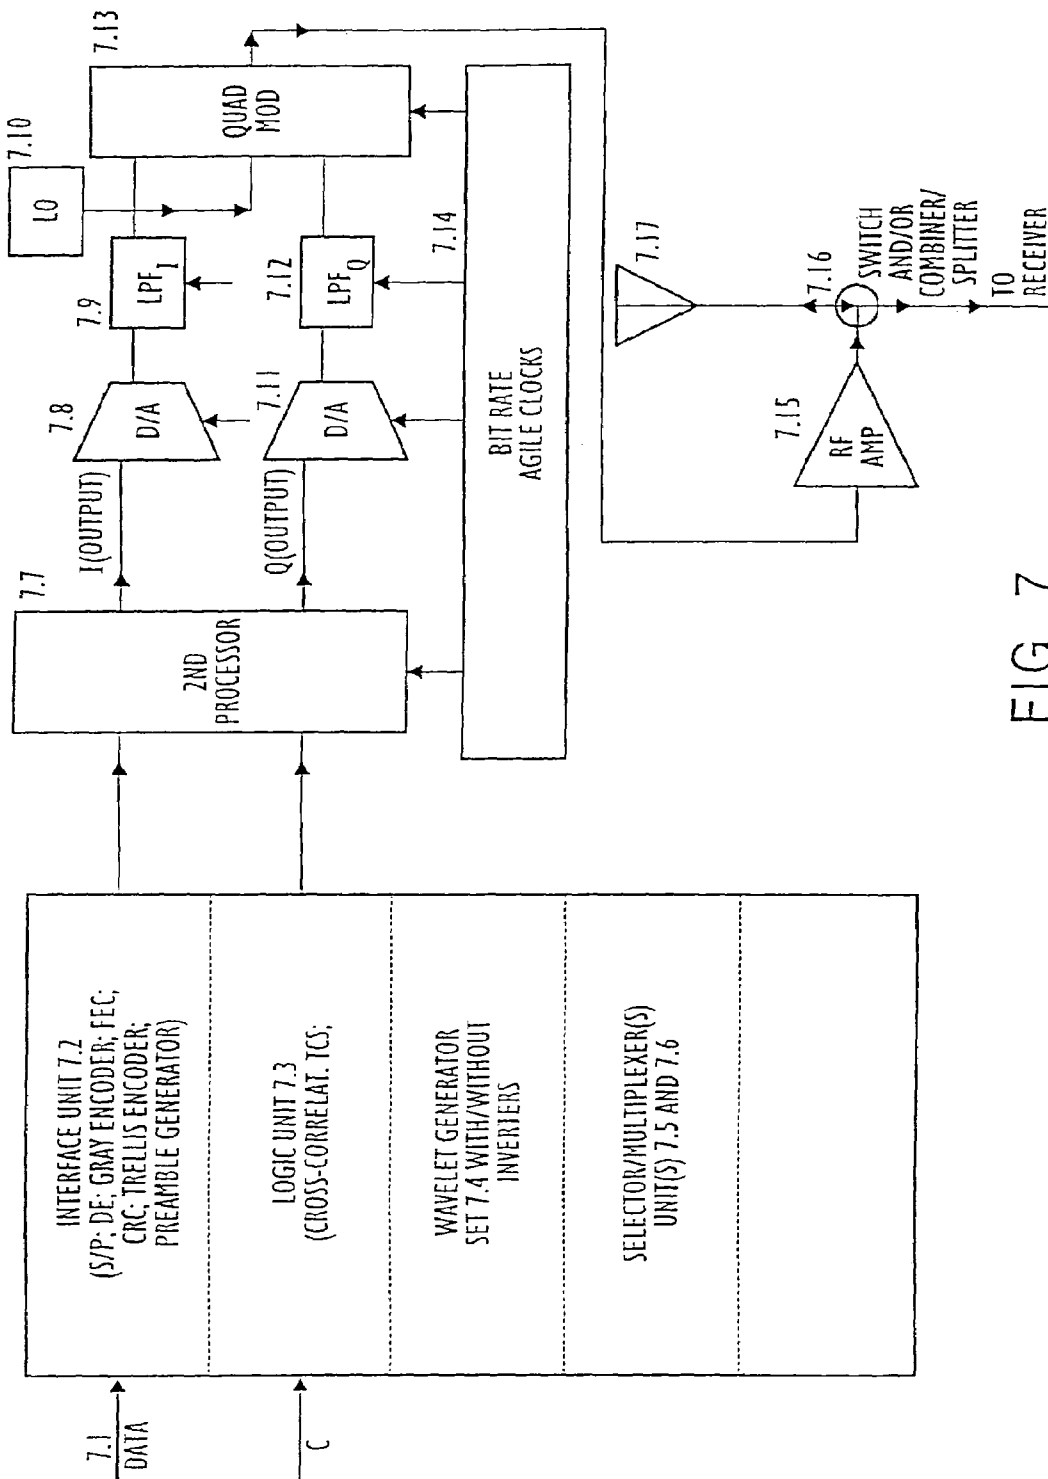 7.1
DATA
C
INTERFACE UNIT 7.2
(S/P; DE; GRAY ENCODER; FEC;
CRC; TRELLIS ENCODER;
PREAMBLE GENERATOR)
LOGIC UNIT 7.3
(CROSS-CORRELAT. TCS;
WAVELET GENERATOR
SET 7.4 WITH/WITHOUT
INVERTERS
SELECTOR/MULTIPLEXER(S)
UNIT(S) 7.5 AND 7.6
7.7
2ND
PROCESSOR
I(OUTPUT)
Q(OUTPUT)
7.8
D/A
7.9
LPF I
7.10
LO
7.11
D/A
7.12
LPF Q
7.13
QUAD
MOD
7.14
BIT RATE
AGILE CLOCKS
7.15
RF
AMP
7.16
SWITCH
AND/OR
COMBINER/
SPLITTER
TO
RECEIVER
7.17
FIG 7